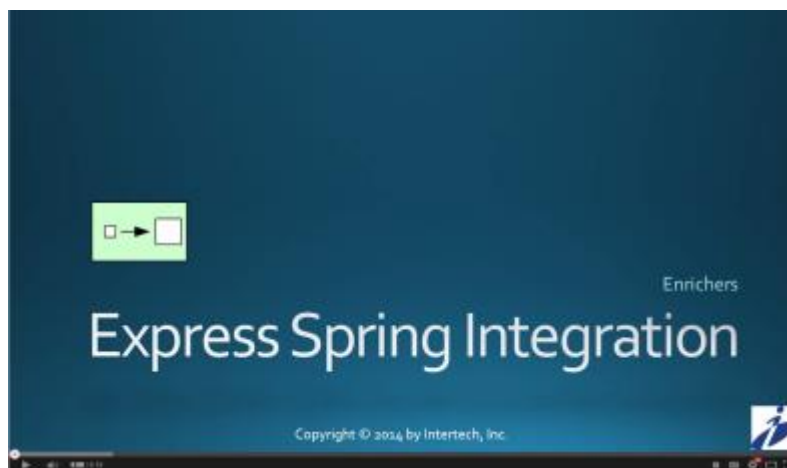 Enrichers
Express Spring Integration
Copyright © 2014 by Intertech, Inc.